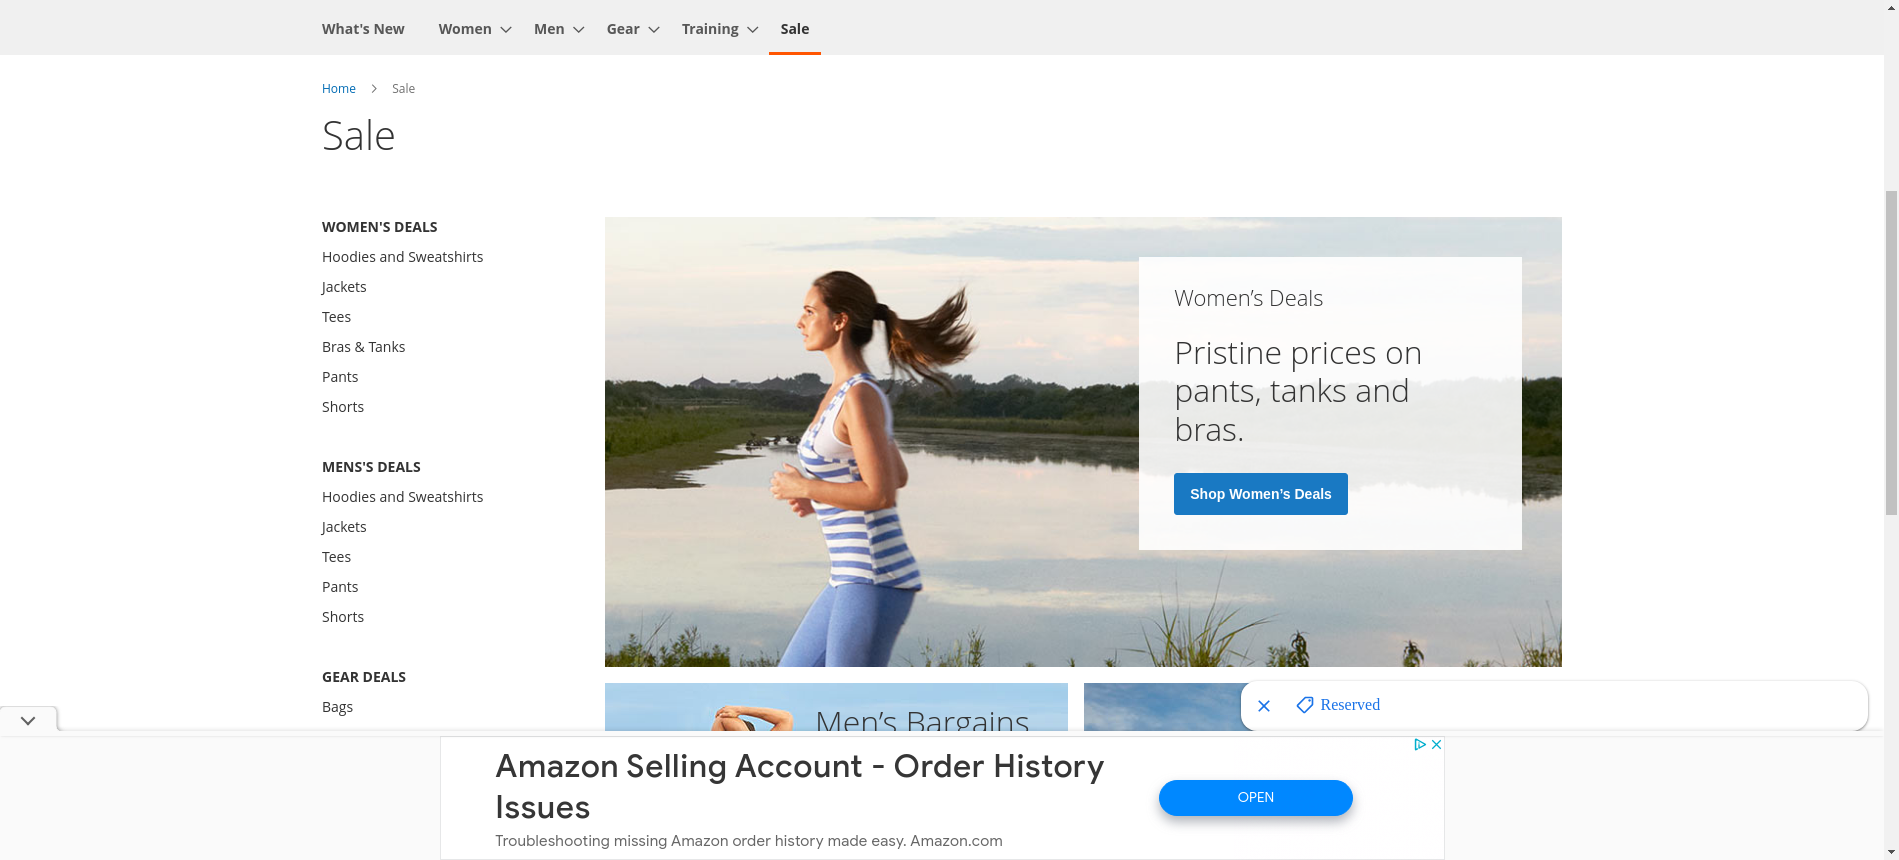 What's New
Women
Men
Gear
Training
Sale
Home
Sale
Sale
WOMEN'S DEALS
Hoodies and Sweatshirts
Jackets
Tees
Bras & Tanks
Pants
Shorts
MENS'S DEALS
Hoodies and Sweatshirts
Jackets
Tees
Pants
Shorts
GEAR DEALS
Bags
Women’s Deals
Pristine prices on
pants, tanks and
bras.
Shop Women’s Deals
Men’s Bargains
Reserved
Amazon Selling Account - Order History
Issues
Troubleshooting missing Amazon order history made easy. Amazon.com
OPEN